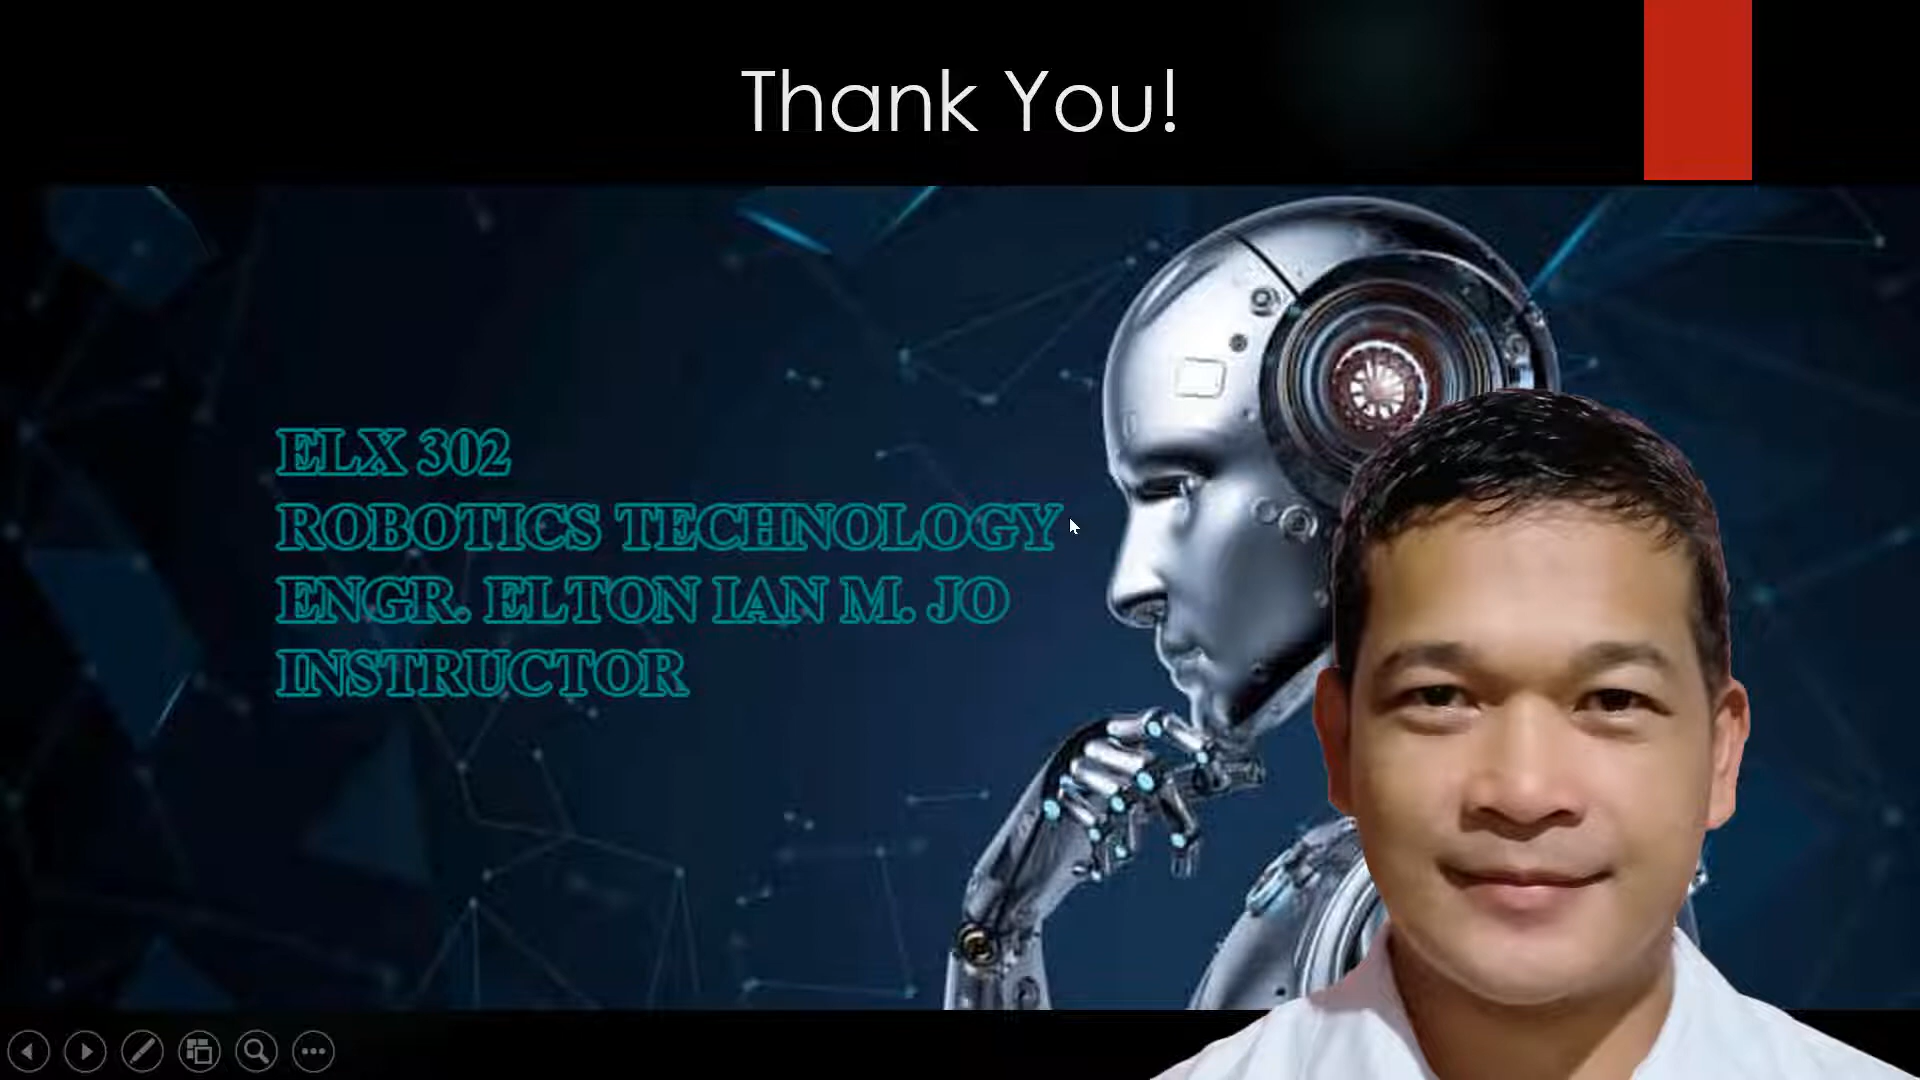 Thank You!
ELX 302
ROBOTICS TECHNOLOGY
ENGR. ELTON IAN M. JO
INSTRUCTOR